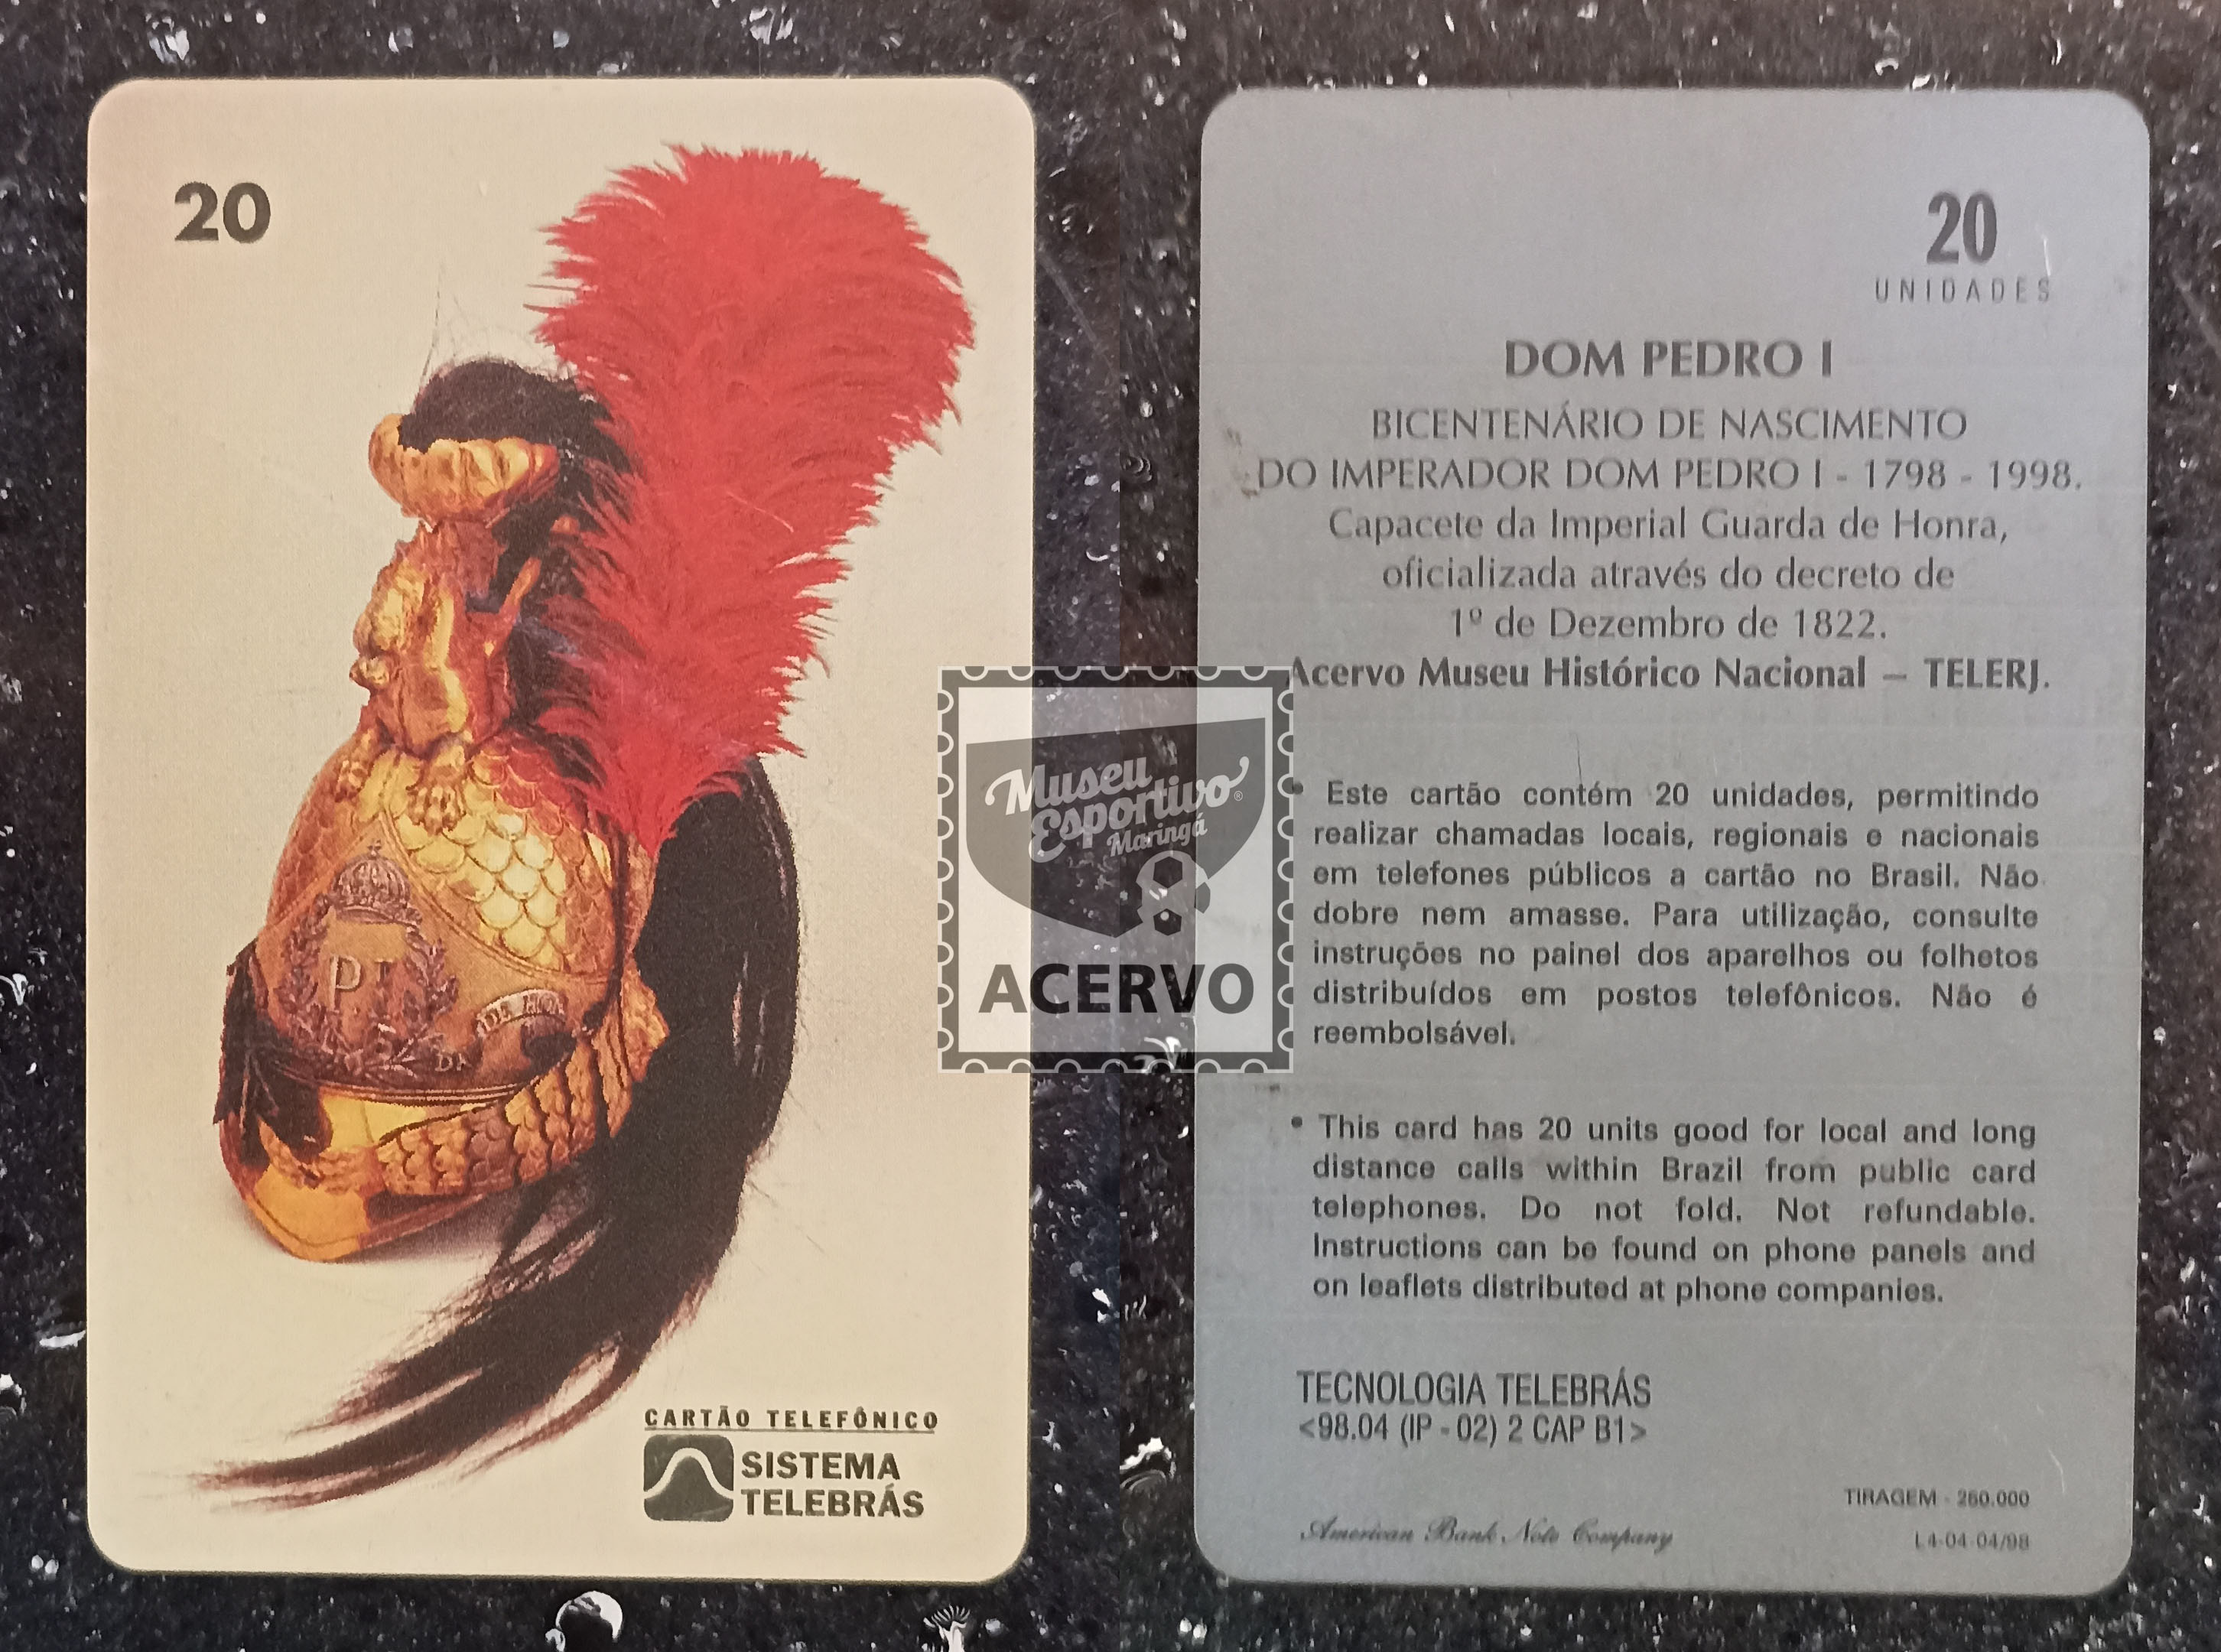 20
P I
CARTÃO TELEFÔNICO
SISTEMA
TELEBRÁS
20
UNIDADES
DOM PEDRO I
BICENTENÁRIO DE NASCIMENTO
DO IMPERADOR DOM PEDRO I - 1798 - 1998.
Capacete da Imperial Guarda de Honra,
oficializada através do decreto de
1º de Dezembro de 1822.
Acervo Museu Histórico Nacional – TELERJ.
• Este cartão contém 20 unidades, permitindo
realizar chamadas locais, regionais e nacionais
em telefones públicos a cartão no Brasil. Não
dobre nem amasse. Para utilização, consulte
instruções no painel dos aparelhos ou folhetos
distribuídos em postos telefônicos. Não é
reembolsável.
• This card has 20 units good for local and long
distance calls within Brazil from public card
telephones. Do not fold. Not refundable.
Instructions can be found on phone panels and
on leaflets distributed at phone companies.
TECNOLOGIA TELEBRÁS
<98.04 (IP - 02) 2 CAP B1>
TIRAGEM - 250.000
American Bank Note Company
L4-04-04/98
Museu
Esportivo®
Maringá
ACERVO